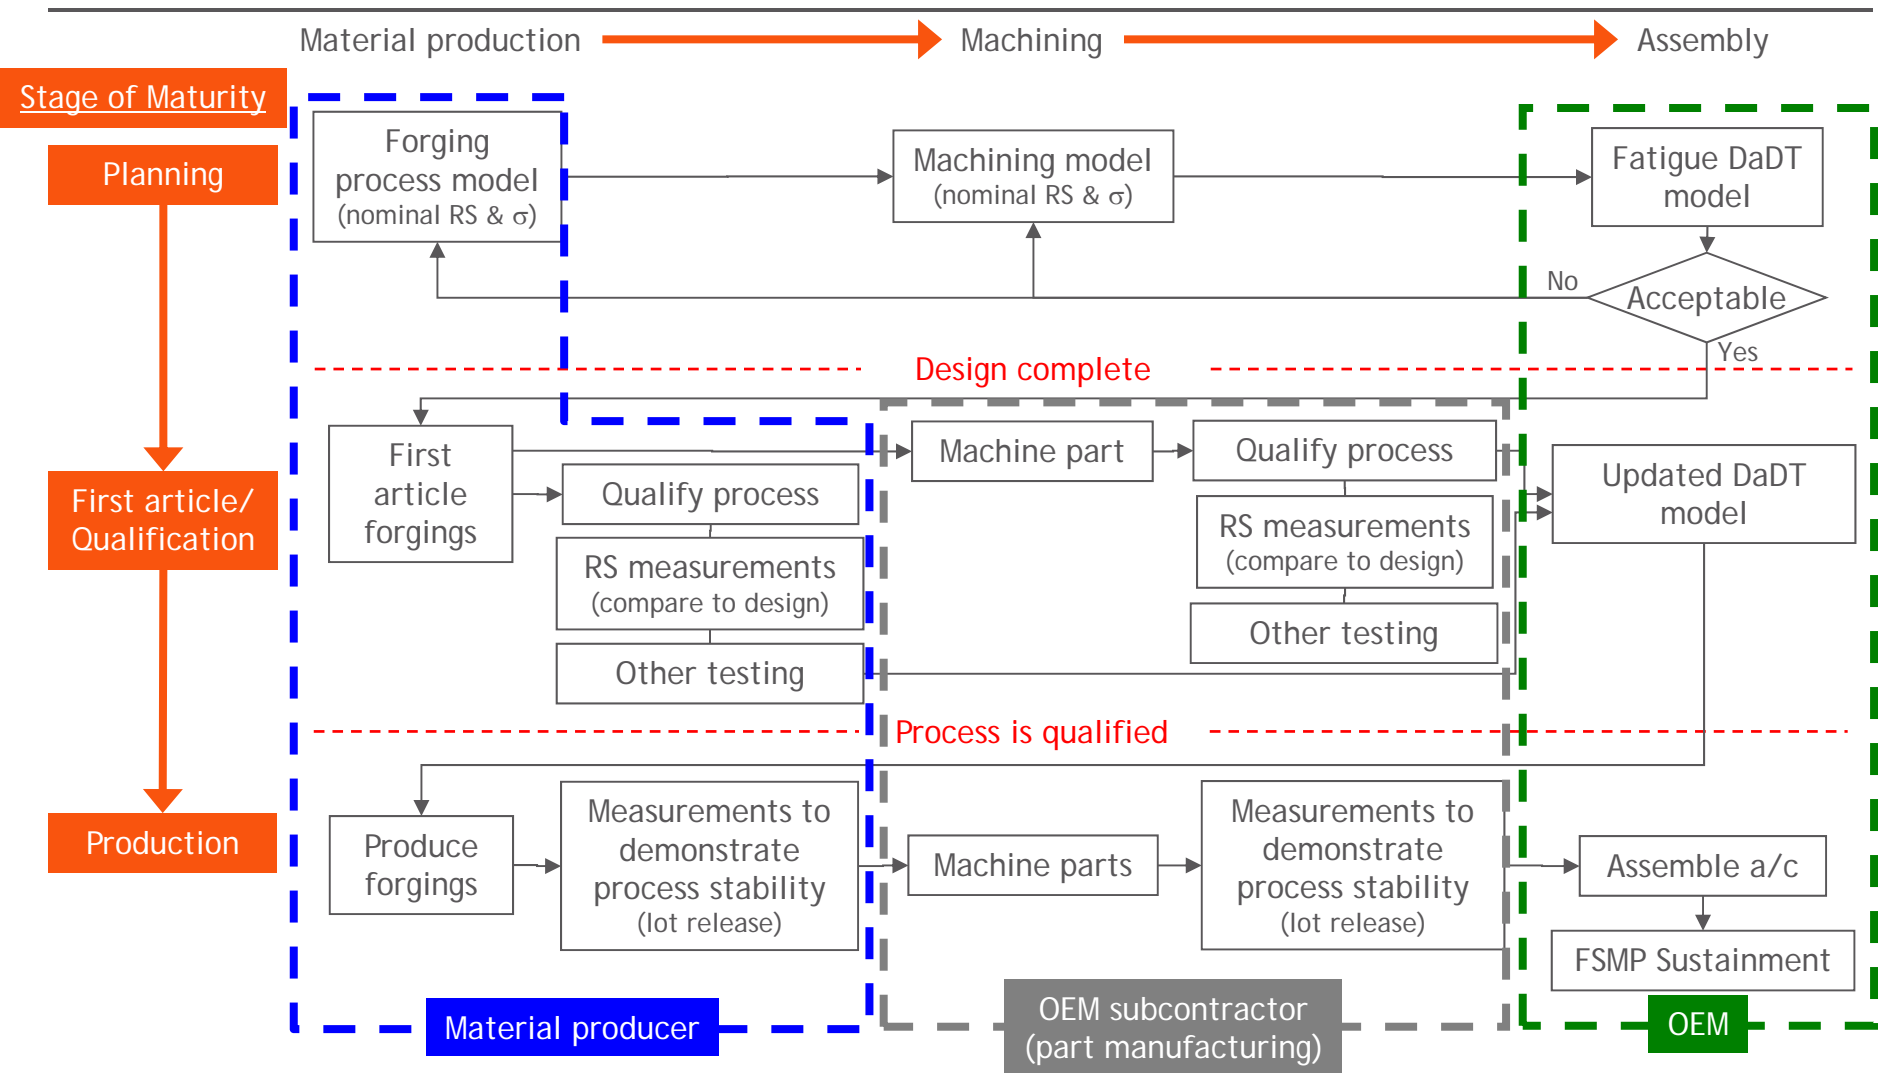 Material production
Machining
Assembly
Stage of Maturity
Planning
Forging
process model
(nominal RS & σ)
Machining model
(nominal RS & σ)
Fatigue DaDT
model
No
Acceptable
Yes
Design complete
First article/
Qualification
First
article
forgings
Qualify process
RS measurements
(compare to design)
Other testing
Machine part
Qualify process
RS measurements
(compare to design)
Other testing
Updated DaDT
model
Process is qualified
Production
Produce
forgings
Measurements to
demonstrate
process stability
(lot release)
Machine parts
Measurements to
demonstrate
process stability
(lot release)
Assemble a/c
FSMP Sustainment
Material producer
OEM subcontractor
(part manufacturing)
OEM